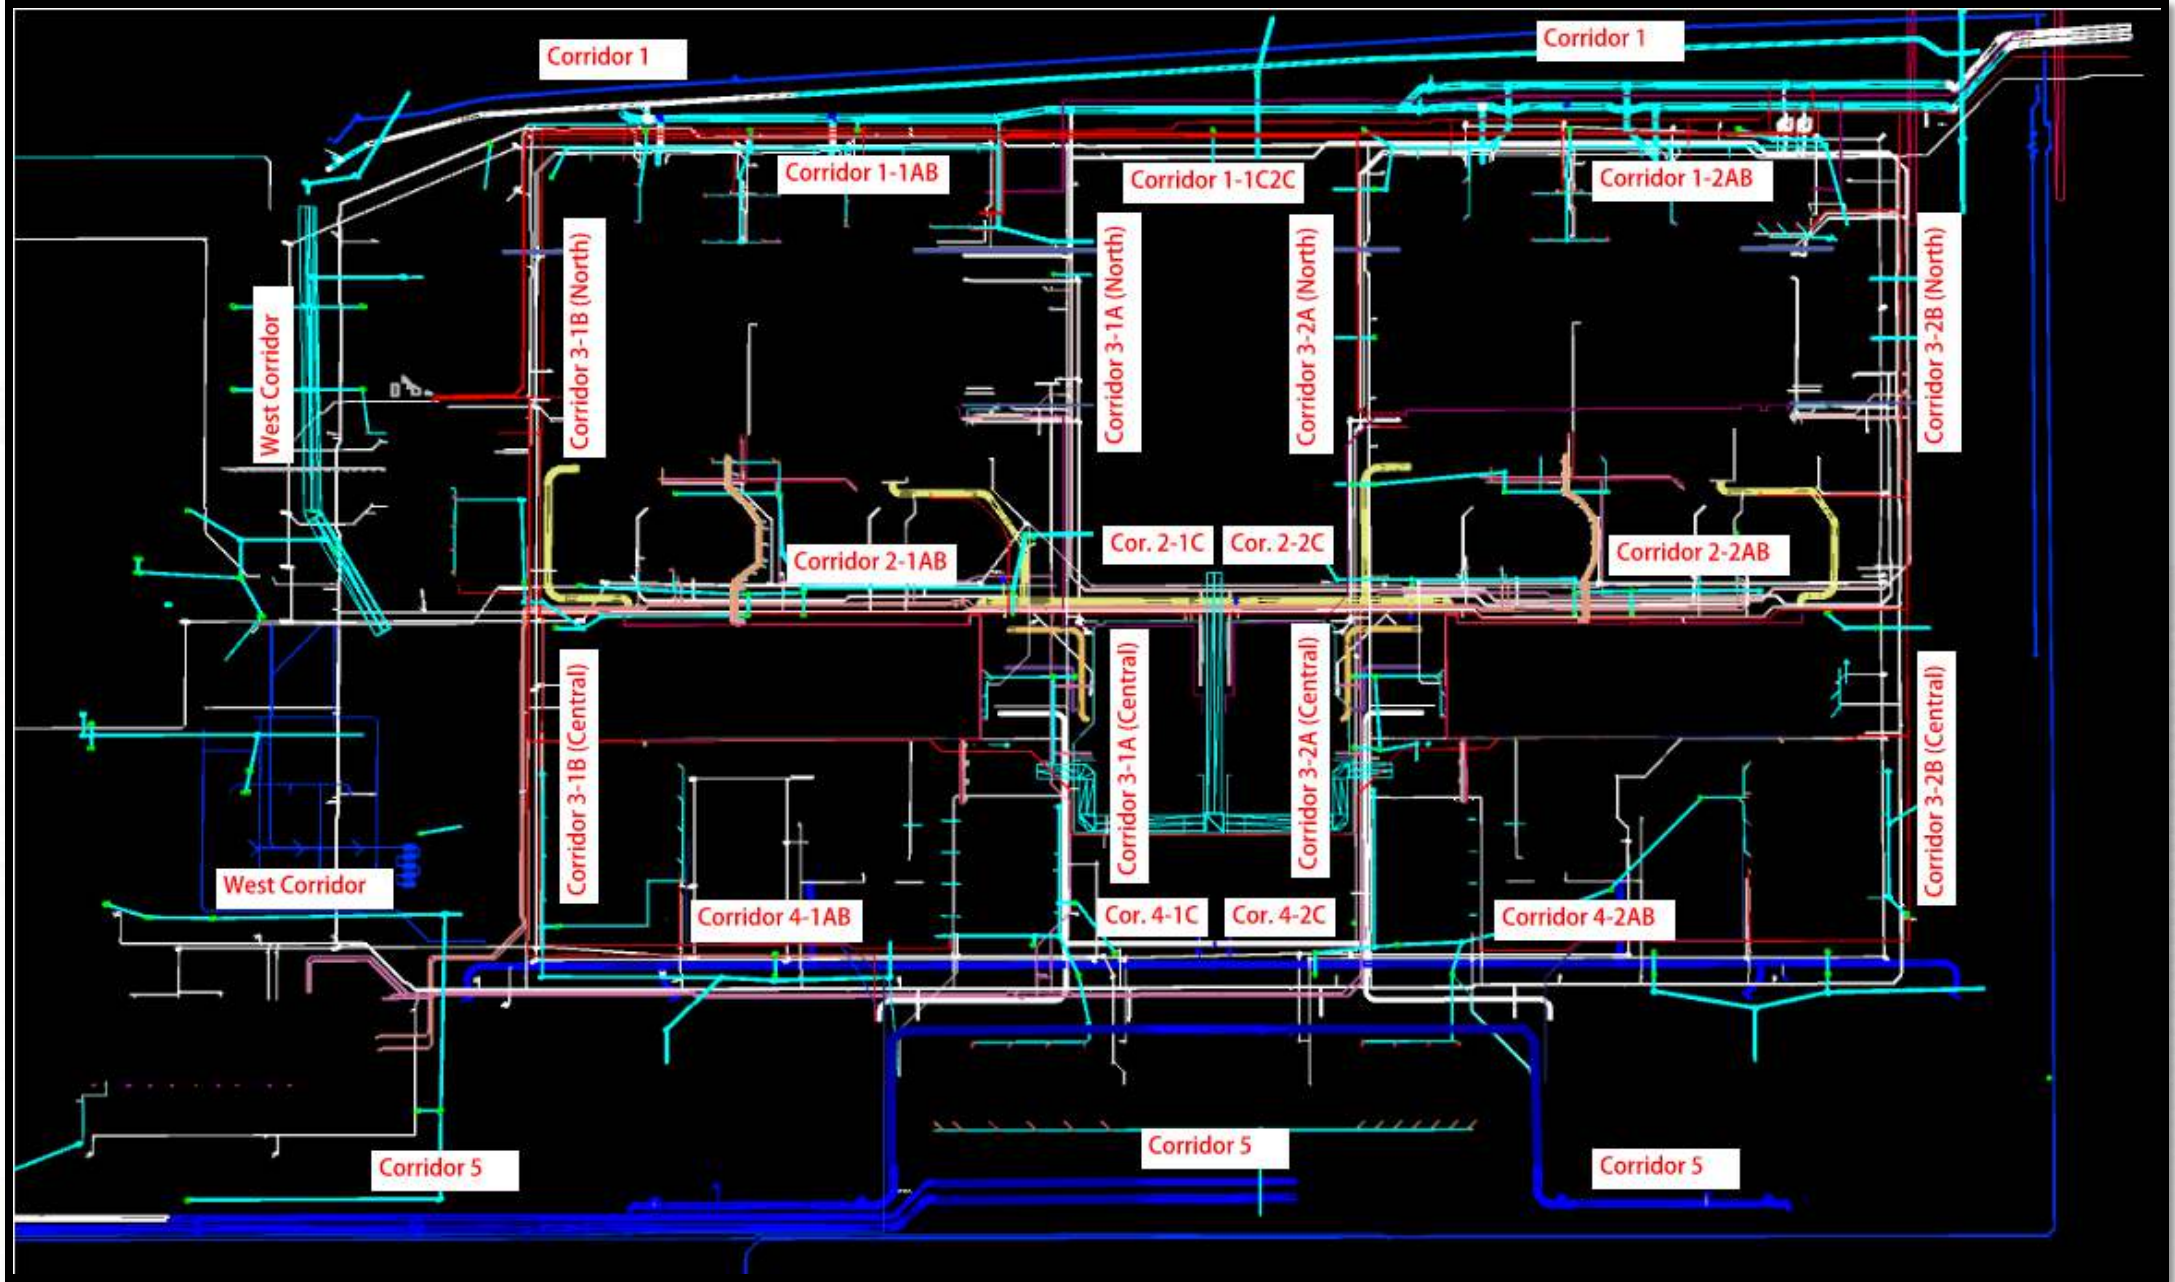 Corridor 1
Corridor 1
Corridor 1-1AB
Corridor 1-1C2C
Corridor 1-2AB
West Corridor
Corridor 3-1B (North)
Corridor 3-1A (North)
Corridor 3-2A (North)
Corridor 3-2B (North)
Corridor 2-1AB
Cor. 2-1C
Cor. 2-2C
Corridor 2-2AB
Corridor 3-1B (Central)
Corridor 3-1A (Central)
Corridor 3-2A (Central)
Corridor 3-2B (Central)
West Corridor
Corridor 4-1AB
Cor. 4-1C
Cor. 4-2C
Corridor 4-2AB
Corridor 5
Corridor 5
Corridor 5